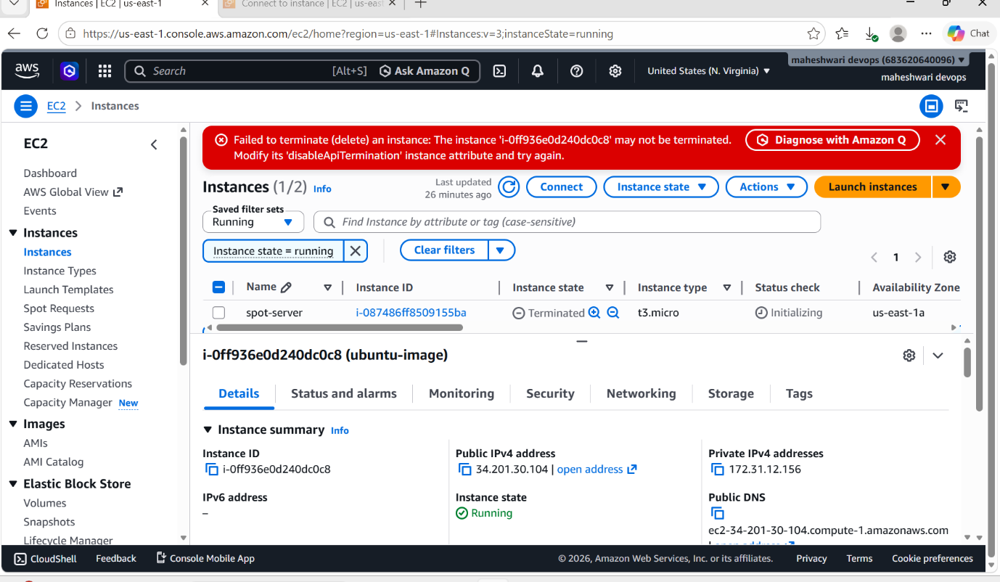 Instances | EC2 | us-east-1
Connect to instance | EC2 | us-east
https://us-east-1.console.aws.amazon.com/ec2/home?region=us-east-1#Instances:v=3;instanceState=running
Chat
aws
Search
[Alt+S]
Ask Amazon Q
United States (N. Virginia)
maheshwari devops (683620640096)
maheshwari devops
EC2
Instances
EC2
Dashboard
AWS Global View
Events
Instances
Instances
Instance Types
Launch Templates
Spot Requests
Savings Plans
Reserved Instances
Dedicated Hosts
Capacity Reservations
Capacity Manager New
Images
AMIs
AMI Catalog
Elastic Block Store
Volumes
Snapshots
Lifecycle Manager
Failed to terminate (delete) an instance: The instance 'i-0ff936e0d240dc0c8' may not be terminated.
Modify its 'disableApiTermination' instance attribute and try again.
Diagnose with Amazon Q
Instances (1/2) Info
Last updated
26 minutes ago
Connect
Instance state
Actions
Launch instances
Saved filter sets
Running
Find Instance by attribute or tag (case-sensitive)
Instance state = running
Clear filters
1
Name
Instance ID
Instance state
Instance type
Status check
Availability Zone
spot-server
i-087486ff8509155ba
Terminated
t3.micro
Initializing
us-east-1a
i-0ff936e0d240dc0c8 (ubuntu-image)
Details
Status and alarms
Monitoring
Security
Networking
Storage
Tags
Instance summary Info
Instance ID
i-0ff936e0d240dc0c8
Public IPv4 address
34.201.30.104 | open address
Private IPv4 addresses
172.31.12.156
IPv6 address
–
Instance state
Running
Public DNS
ec2-34-201-30-104.compute-1.amazonaws.com
| open address
CloudShell
Feedback
Console Mobile App
© 2026, Amazon Web Services, Inc. or its affiliates.
Privacy
Terms
Cookie preferences